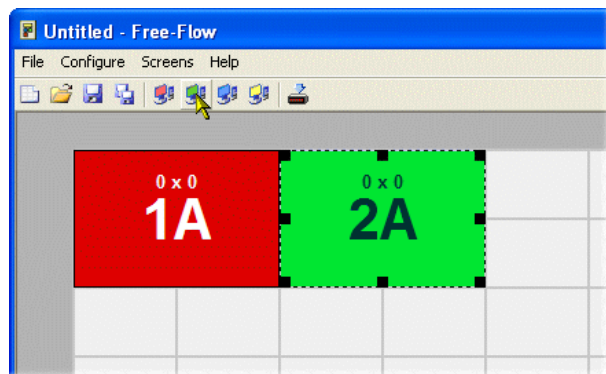 Untitled - Free-Flow
File Configure Screens Help
0 x 0 0 x 0
1A 2A